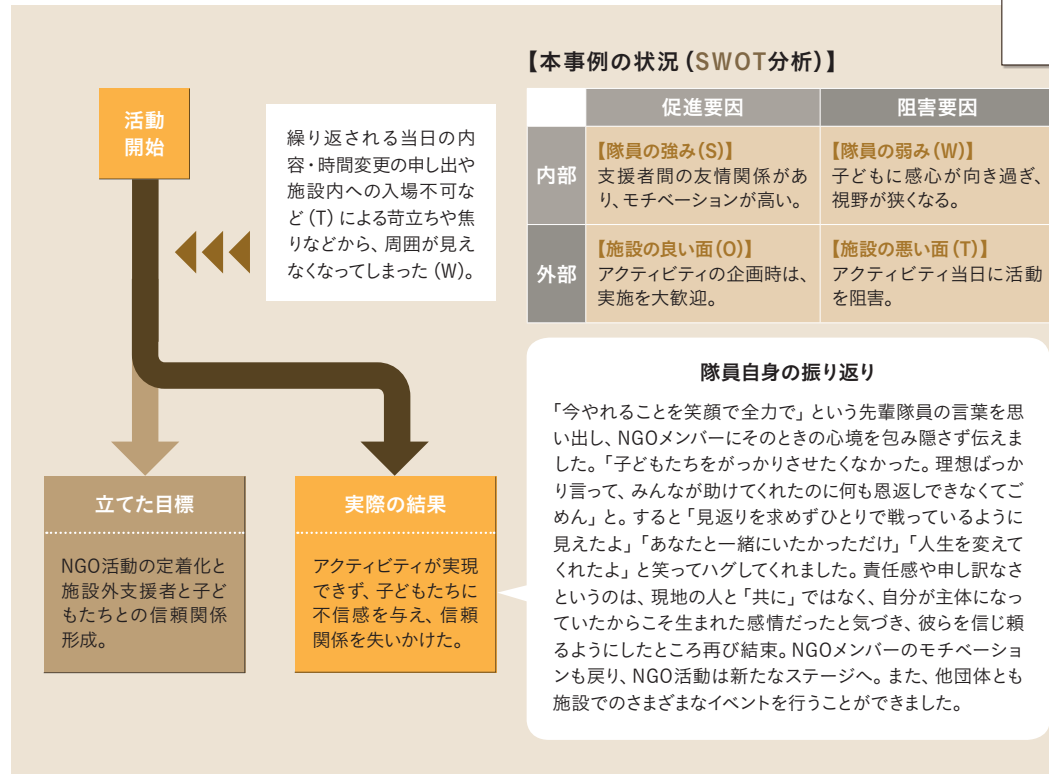 活動
開始
繰り返される当日の内
容・時間変更の申し出や
施設内への入場不可な
ど(T)による苛立ちや焦
りなどから、周囲が見え
なくなってしまった(W)。
立てた目標
NGO活動の定着化と
施設外支援者と子ど
もたちとの信頼関係
形成。
実際の結果
アクティビティが実現
できず、子どもたちに
不信感を与え、信頼
関係を失いかけた。
【本事例の状況(SWOT分析)】
促進要因
阻害要因
内部
【隊員の強み(S)】
支援者間の友情関係があ
り、モチベーションが高い。
【隊員の弱み(W)】
子どもに感心が向き過ぎ、
視野が狭くなる。
外部
【施設の良い面(O)】
アクティビティの企画時は、
実施を大歓迎。
【施設の悪い面(T)】
アクティビティ当日に活動
を阻害。
隊員自身の振り返り
「今やれることを笑顔で全力で」という先輩隊員の言葉を思
い出し、NGOメンバーにそのときの心境を包み隠さず伝えま
した。「子どもたちをがっかりさせたくなかった。理想ばっか
り言って、みんなが助けてくれたのに何も恩返しできなくてご
めん」と。すると「見返りを求めずひとりで戦っているように
見えたよ」「あなたと一緒にいたかっただけ」「人生を変えて
くれたよ」と笑ってハグしてくれました。責任感や申し訳なさ
というのは、現地の人と「共に」ではなく、自分が主体になっ
ていたからこそ生まれた感情だったと気づき、彼らを信じ頼
るようにしたところ再び結束。NGOメンバーのモチベーショ
ンも戻り、NGO活動は新たなステージへ。また、他団体とも
施設でのさまざまなイベントを行うことができました。